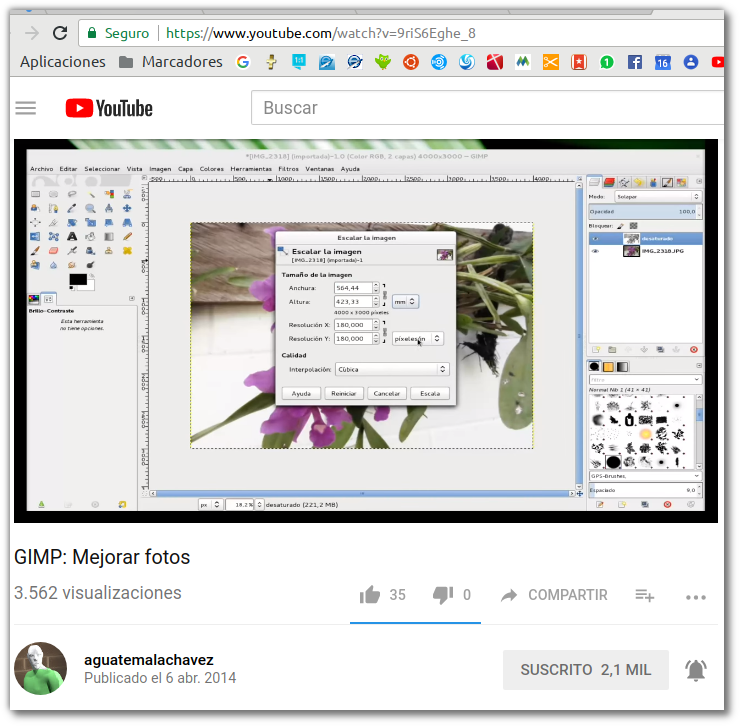 Seguro https://www.youtube.com/watch?v=9riS6Eghe_8
Aplicaciones Marcadores
YouTube
Buscar
*[IMG_2318] (importada)-1.0 (Color RGB, 2 capas) 4000x3000 – GIMP
Archivo Editar Seleccionar Vista Imagen Capa Colores Herramientas Filtros Ventanas Ayuda
Modo: Solapar
Opacidad 100,0
Bloquear:
desaturado
IMG_2318.JPG
Brillo-Contraste
Esta herramienta
no tiene opciones.
Escalar la imagen
Escalar la imagen
[IMG_2318] (importada)-1
Tamaño de la imagen
Anchura: 564,44
Altura: 423,33 mm
4000 x 3000 píxeles
Resolución X: 180,000
Resolución Y: 180,000
Calidad
Interpolación: Cúbica
Ayuda Reiniciar Cancelar Escala
Filtro
Normal Nib 1 (41 × 41)
GPS-Brushes,
Espaciado 9,0
px 18,2% desaturado (221,2 MB)
GIMP: Mejorar fotos
3.562 visualizaciones
35 0 COMPARTIR
aguatemalachavez
Publicado el 6 abr. 2014
SUSCRITO 2,1 MIL